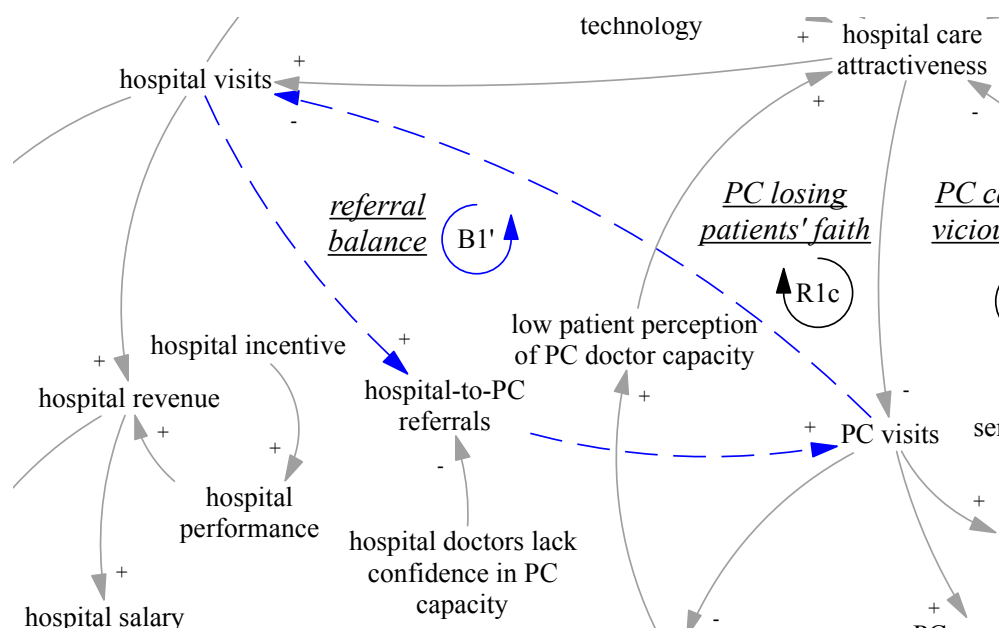 technology
+
hospital care
attractiveness
+
hospital visits
-
+
-
PC losing
patients' faith
PC
referral
balance
B1'
R1c
low patient perception
of PC doctor capacity
+
hospital incentive
+
hospital revenue
hospital-to-PC
referrals
+
-
+
PC visits
+
+
-
hospital
performance
hospital doctors lack
confidence in PC
capacity
+
+
hospital salary
-
+